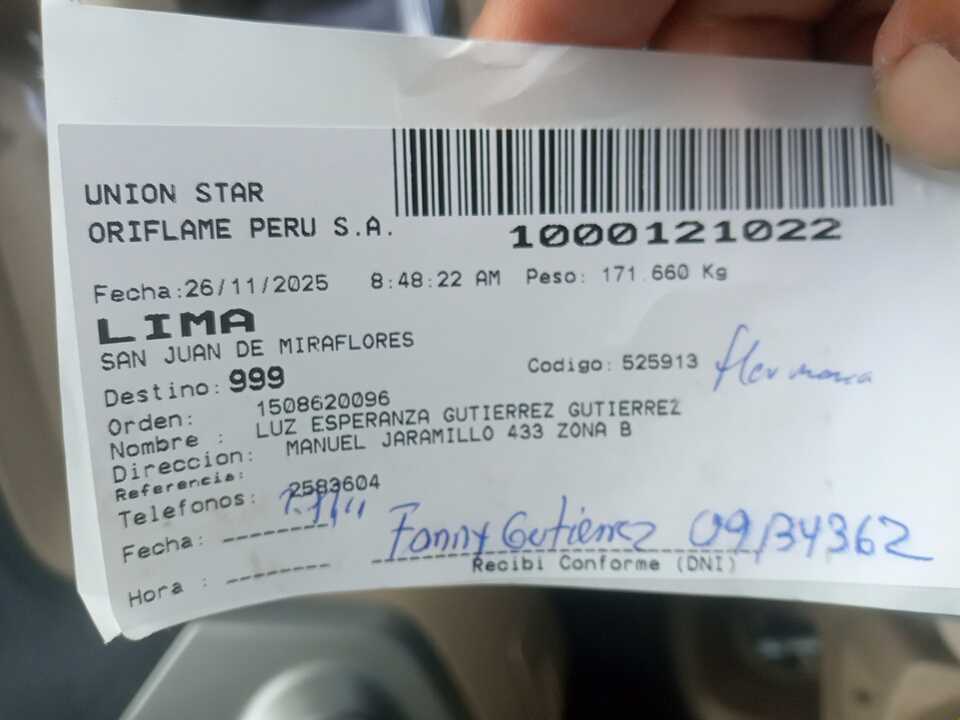 UNION STAR
ORIFLAME PERU S.A.
1000121022
Fecha:26/11/2025 8:48:22 AM Peso: 171.660 Kg
LIMA
SAN JUAN DE MIRAFLORES
Destino: 999 Codigo: 525913 Hermana
Orden: 1508620096
Nombre : LUZ ESPERANZA GUTIERREZ GUTIERREZ
Direccion: MANUEL JARAMILLO 433 ZONA B
Referencia:
Telefonos: 2583604
Fecha: --------
Fanny Gutiérrez 09134362
Recibi Conforme (DNI)
Hora : --------